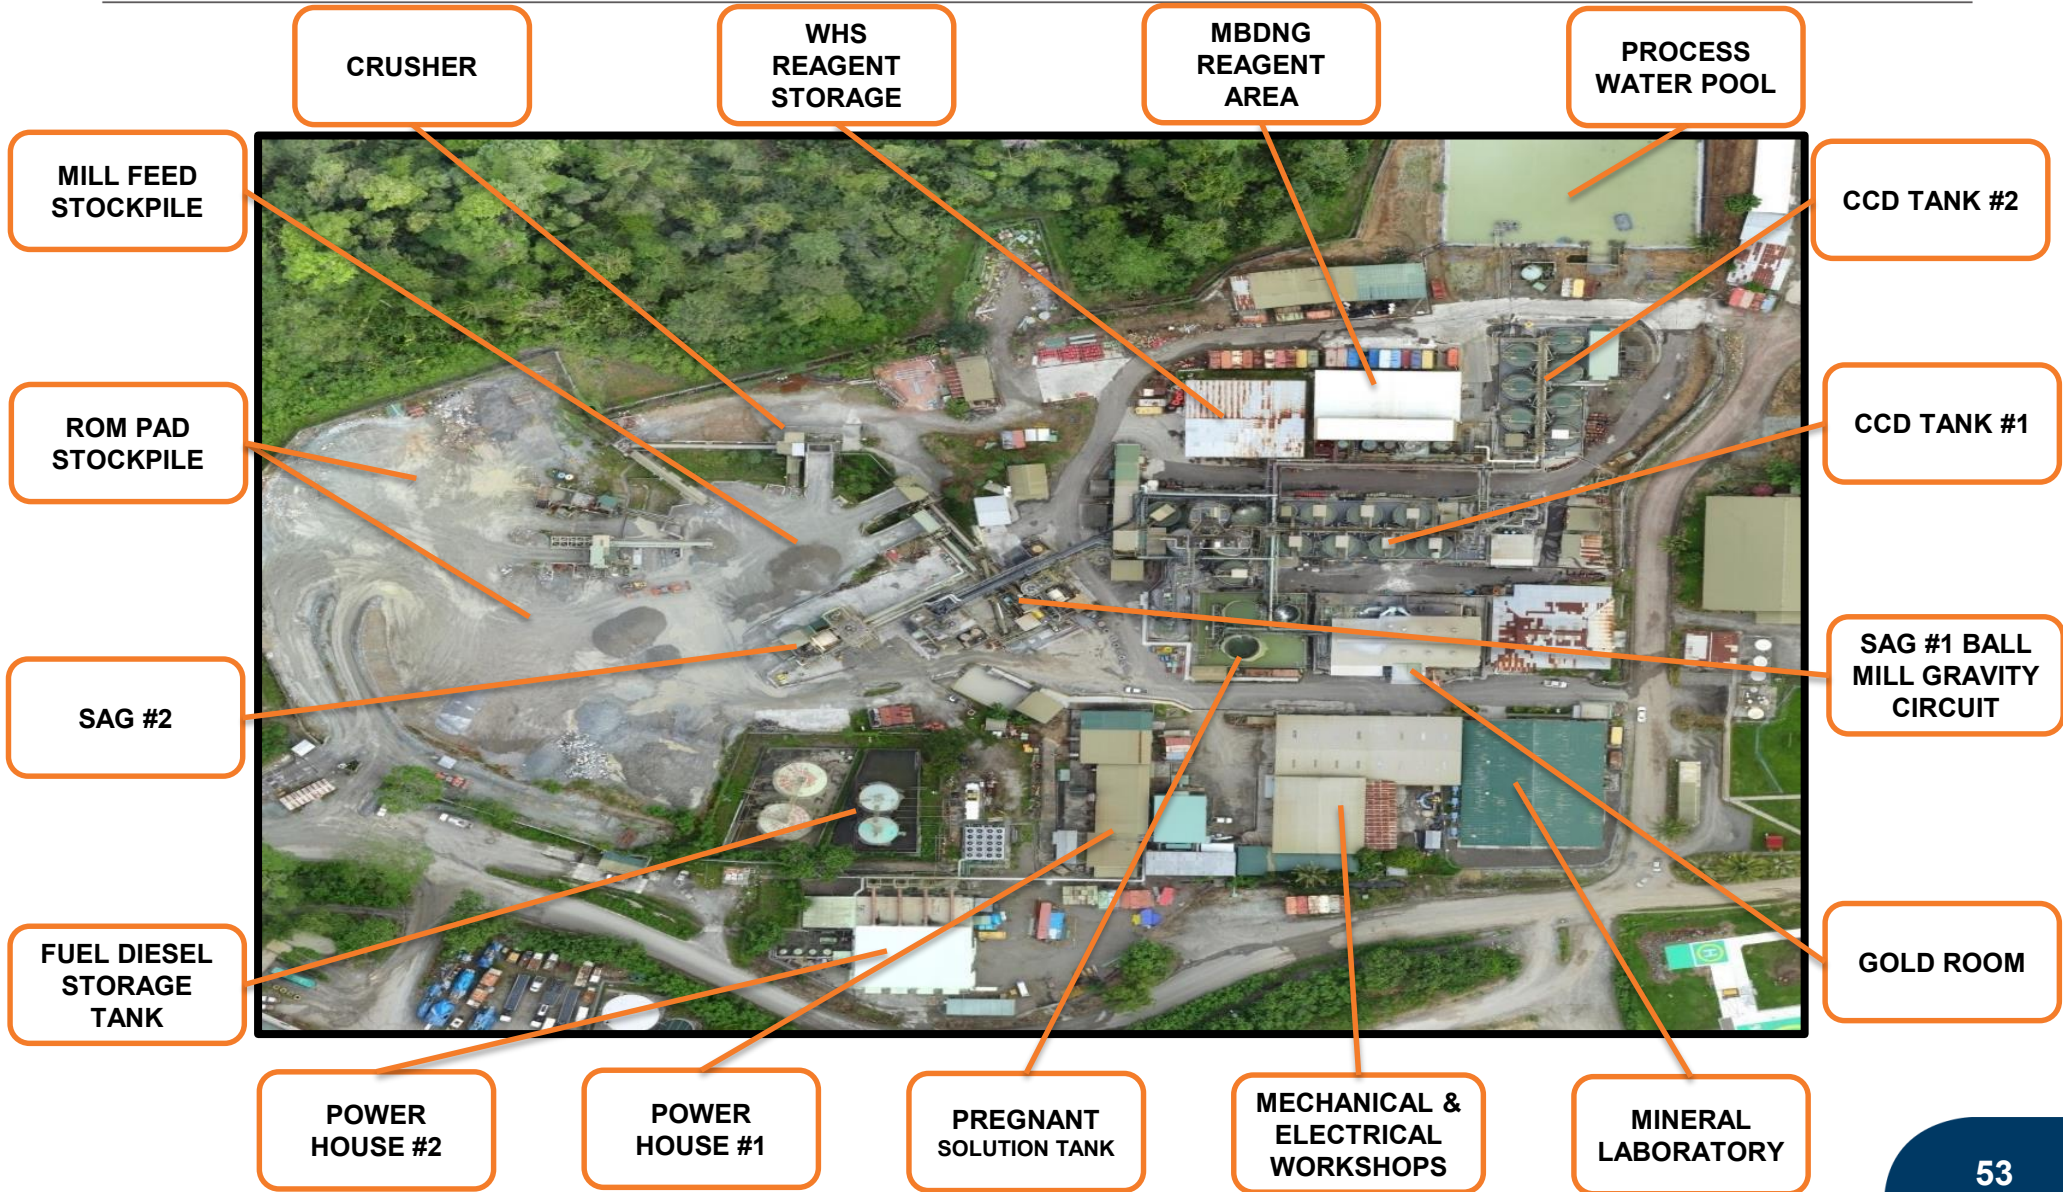 CRUSHER
WHS
REAGENT
STORAGE
MBDNG
REAGENT
AREA
PROCESS
WATER POOL
MILL FEED
STOCKPILE
CCD TANK #2
ROM PAD
STOCKPILE
CCD TANK #1
SAG #2
SAG #1 BALL
MILL GRAVITY
CIRCUIT
FUEL DIESEL
STORAGE
TANK
GOLD ROOM
POWER
HOUSE #2
POWER
HOUSE #1
PREGNANT
SOLUTION TANK
MECHANICAL &
ELECTRICAL
WORKSHOPS
MINERAL
LABORATORY
53
H